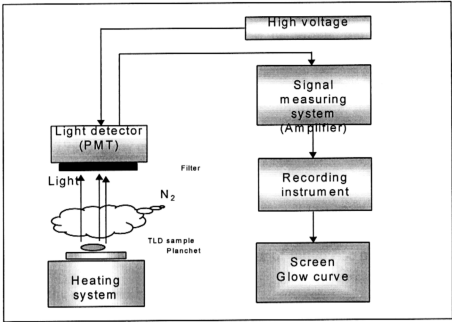 High voltage
Signal
measuring
system
(Amplifier)
Light detector
(PMT)
Filter
Light
N2
Recording
instrument
TLD sample
Planchet
Heating
system
Screen
Glow curve